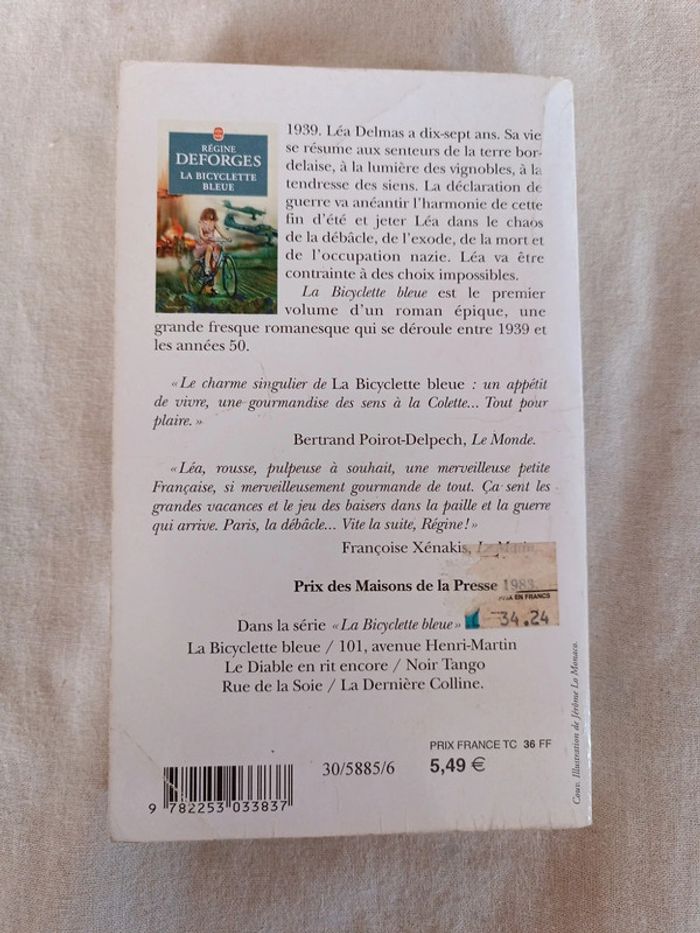 RÉGINE
DEFORGES
LA BICYCLETTE
BLEUE
1939. Léa Delmas a dix-sept ans. Sa vie
se résume aux senteurs de la terre bor-
delaise, à la lumière des vignobles, à la
tendresse des siens. La déclaration de
guerre va anéantir l'harmonie de cette
fin d'été et jeter Léa dans le chaos
de la débâcle, de l'exode, de la mort et
de l'occupation nazie. Léa va être
contrainte à des choix impossibles.
La Bicyclette bleue est le premier
volume d'un roman épique, une
grande fresque romanesque qui se déroule entre 1939 et
les années 50.
« Le charme singulier de La Bicyclette bleue : un appétit
de vivre, une gourmandise des sens à la Colette... Tout pour
plaire. »
Bertrand Poirot-Delpech, Le Monde.
« Léa, rousse, pulpeuse à souhait, une merveilleuse petite
Française, si merveilleusement gourmande de tout. Ça sent les
grandes vacances et le jeu des baisers dans la paille et la guerre
qui arrive. Paris, la débâcle... Vite la suite, Régine ! »
Françoise Xénakis, Le Matin.
Prix des Maisons de la Presse 1983.
PRIX EN FRANCS
34.24
Dans la série « La Bicyclette bleue »
La Bicyclette bleue / 101, avenue Henri-Martin
Le Diable en rit encore / Noir Tango
Rue de la Soie / La Dernière Colline.
Couv. Illustration de Jérôme Lo Monaco.
30/5885/6
PRIX FRANCE TC 36 FF
5,49 €
9 782253 033837